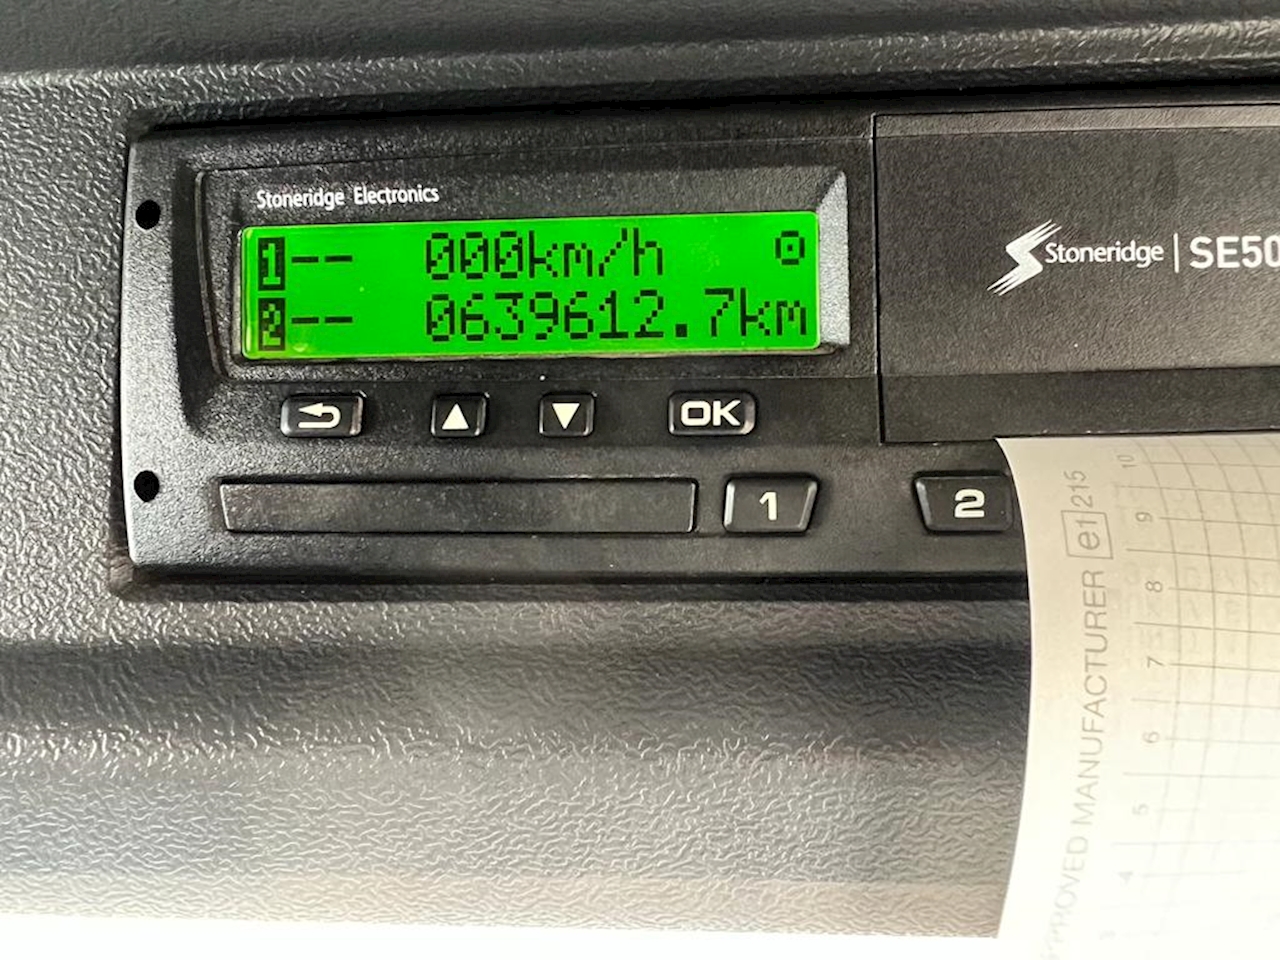 Stoneridge Electronics
1-- 000km/h
2-- 0639612.7km
Stoneridge | SE50
OK
1
2
10
9
8
7
6
5
4
MANUFACTURER e1 215